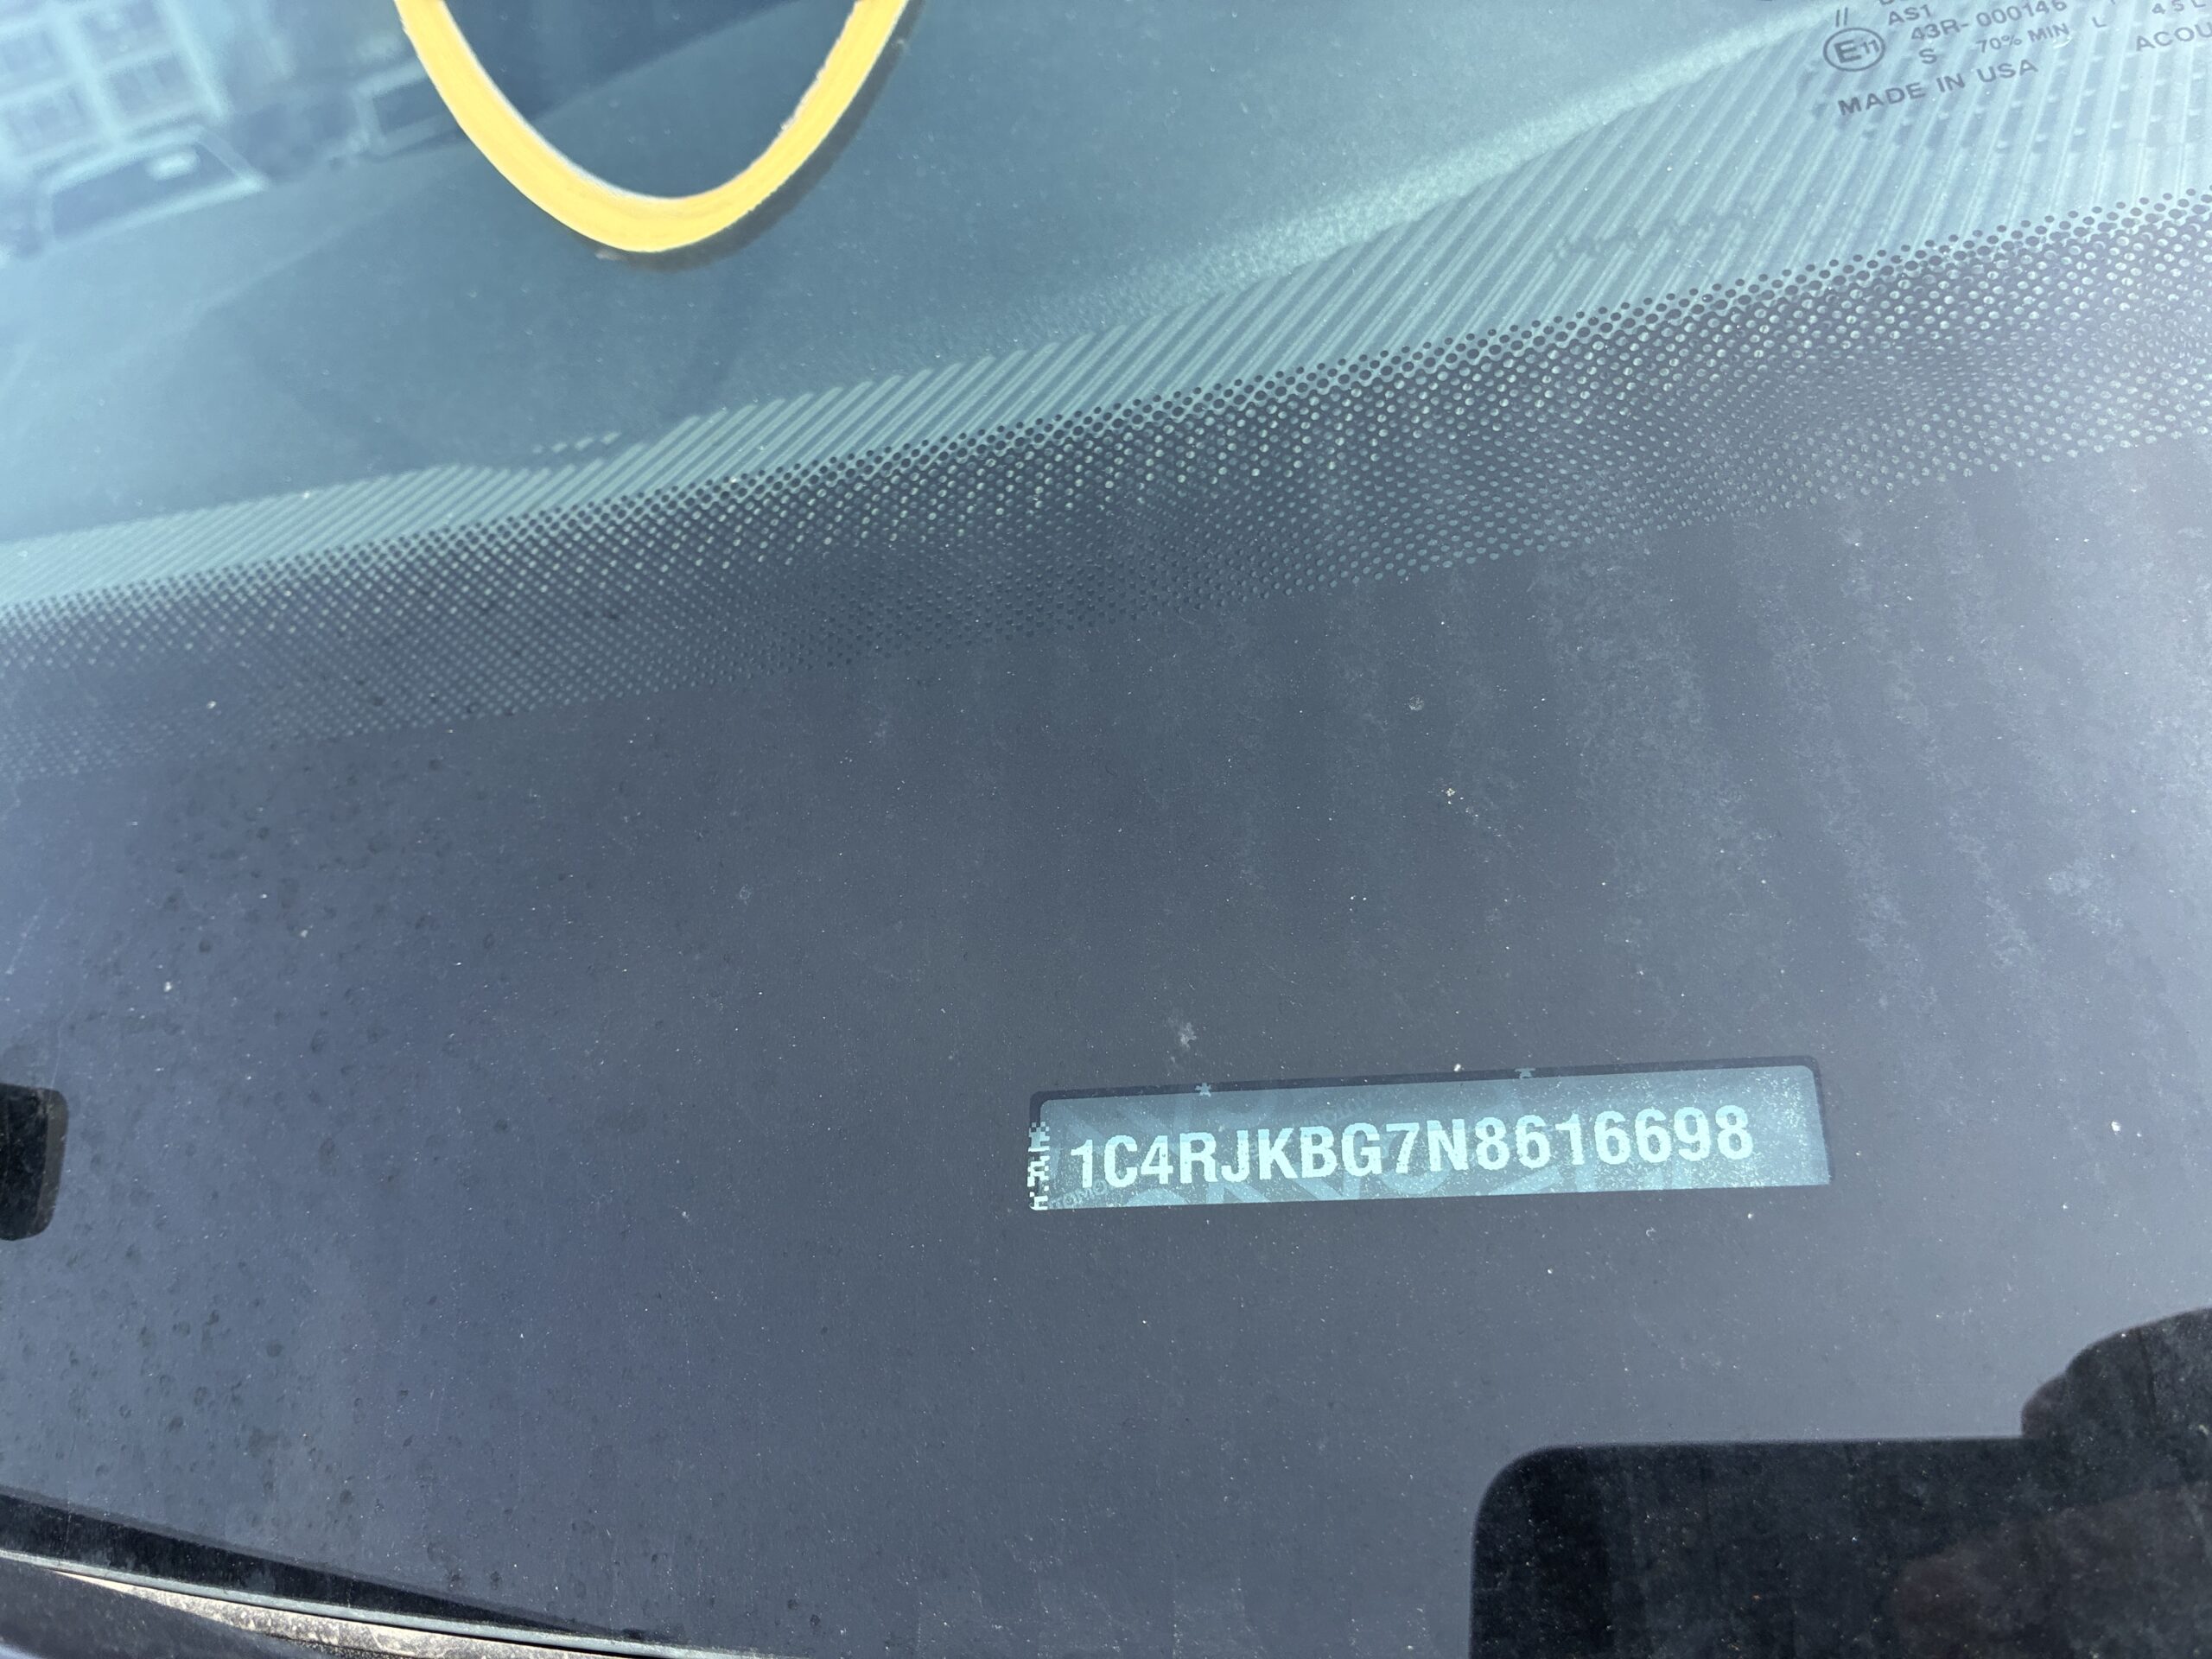 AS1
E11 43R-000146
S 70% MIN L
MADE IN USA
1C4RJKBG7N8616698